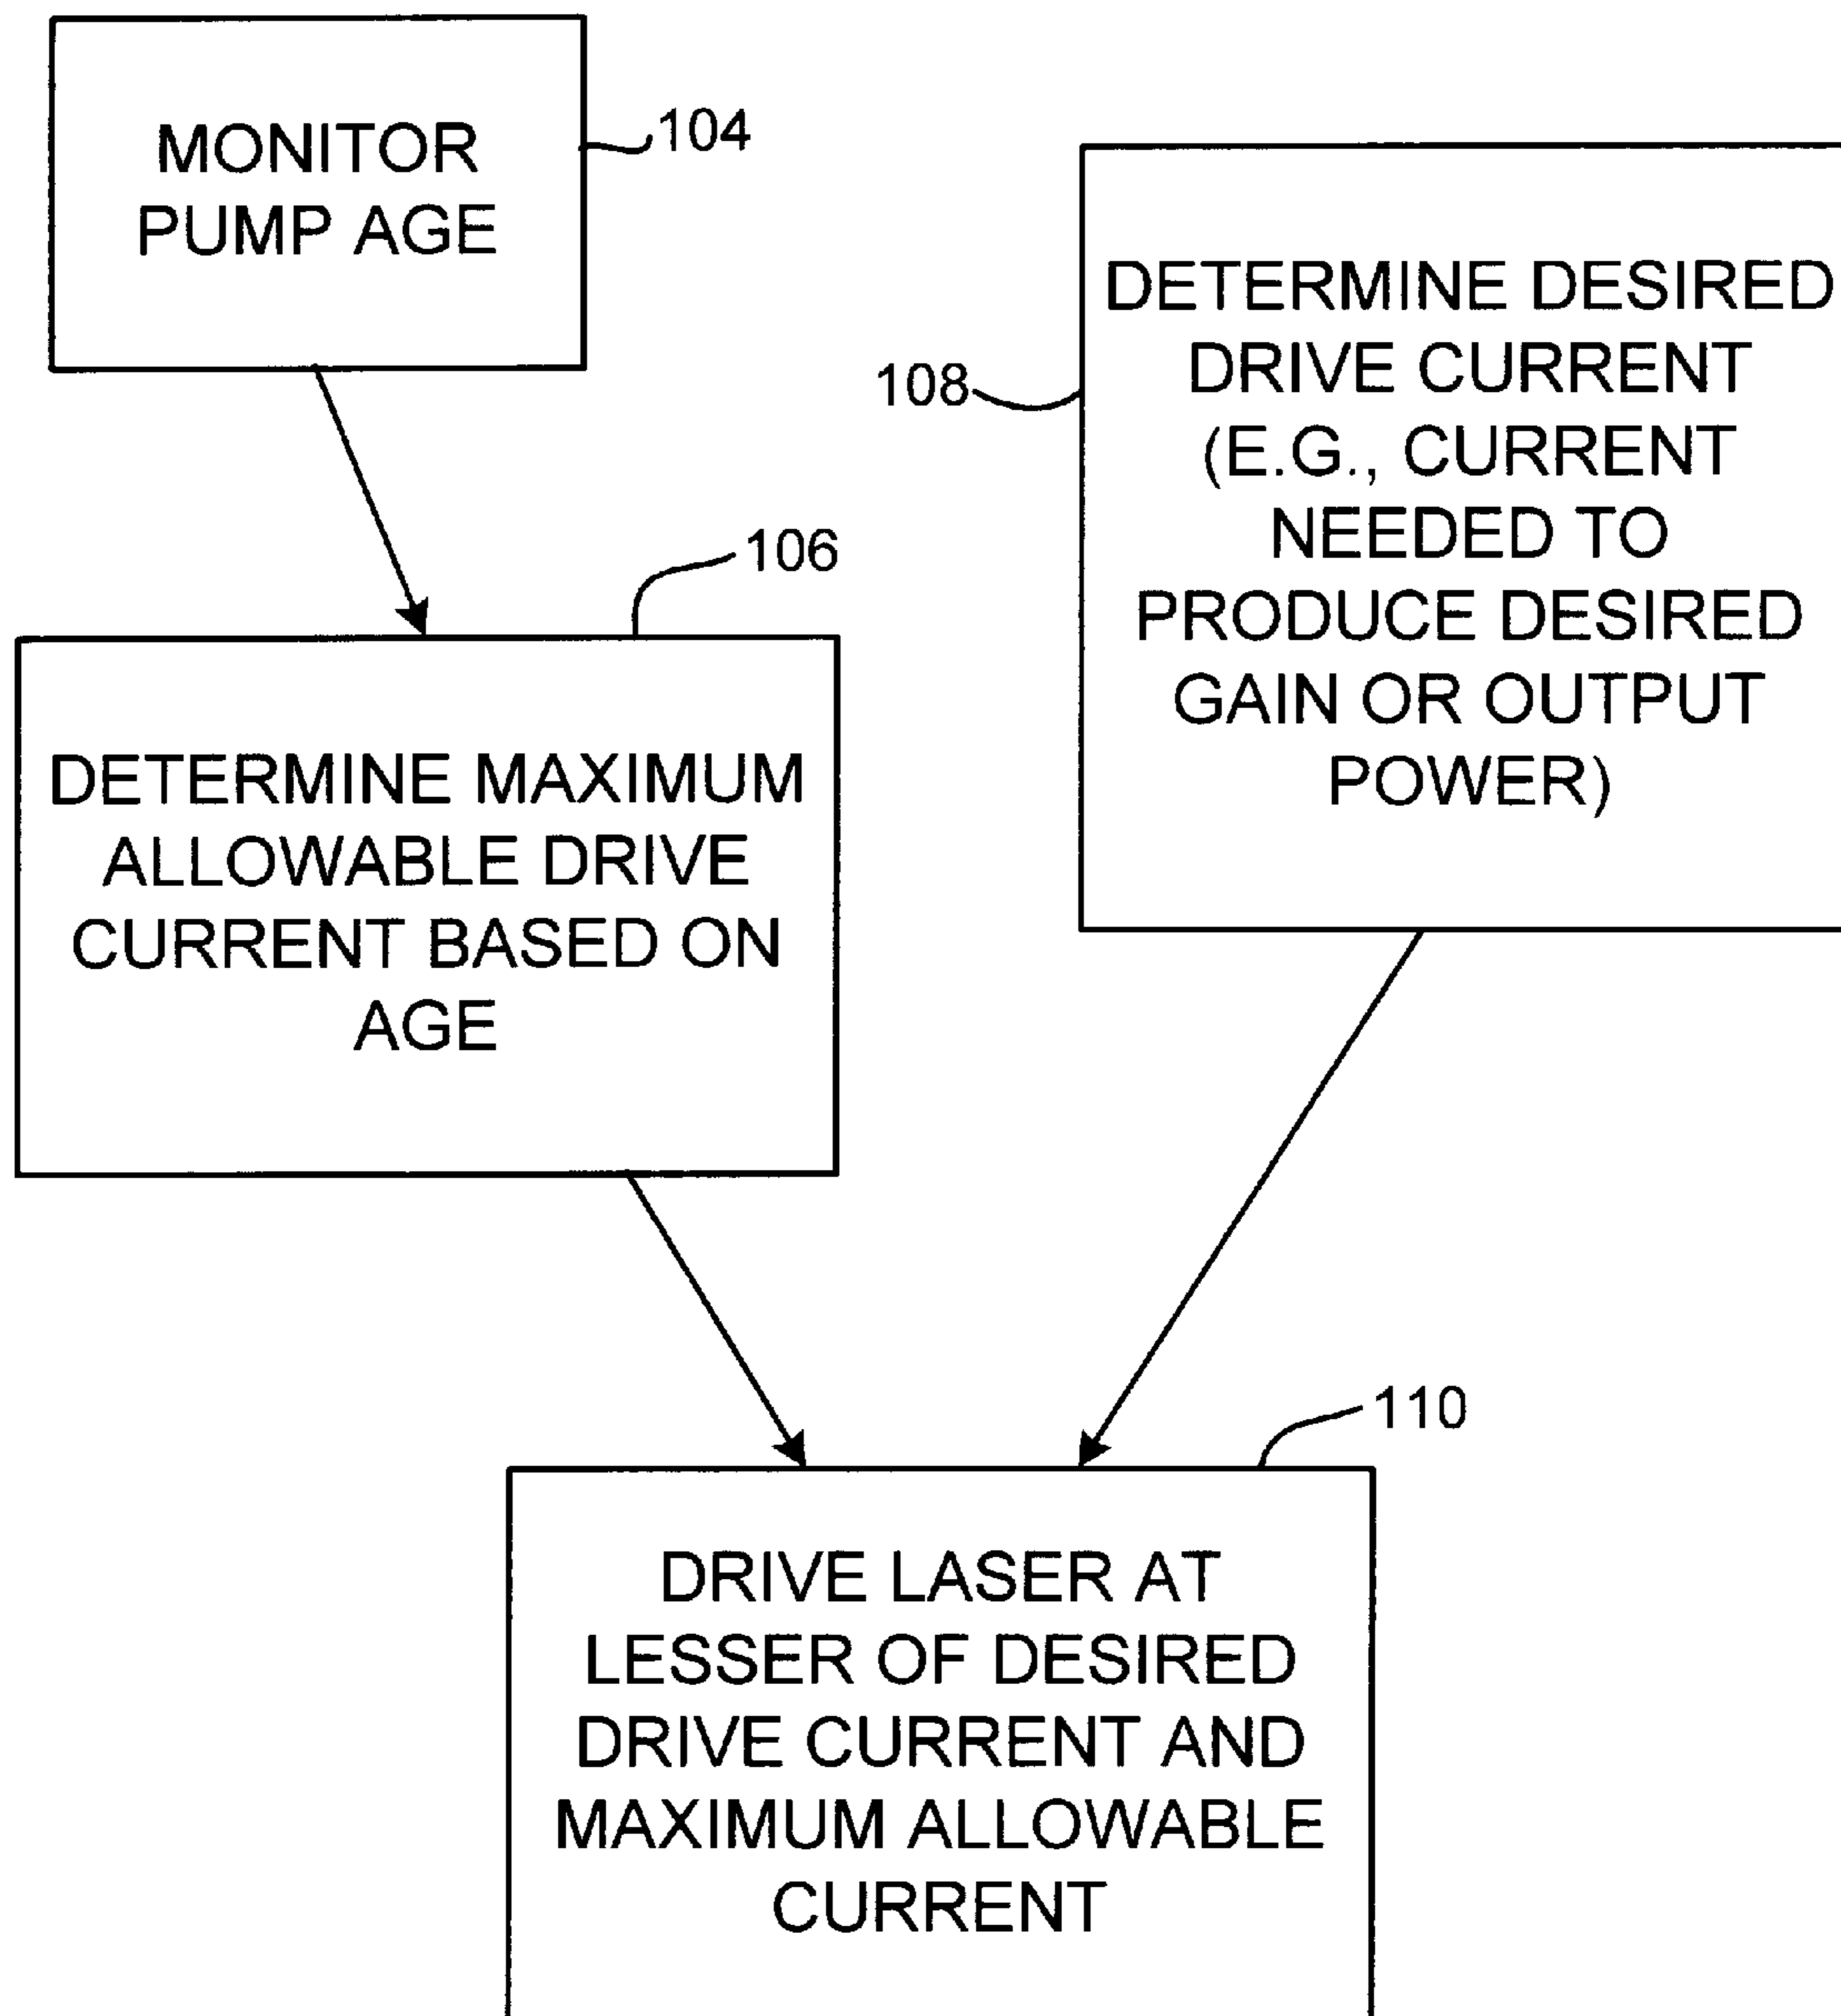 MONITOR
PUMP AGE
104
106
DETERMINE MAXIMUM
ALLOWABLE DRIVE
CURRENT BASED ON
AGE
108
DETERMINE DESIRED
DRIVE CURRENT
(E.G., CURRENT
NEEDED TO
PRODUCE DESIRED
GAIN OR OUTPUT
POWER)
110
DRIVE LASER AT
LESSER OF DESIRED
DRIVE CURRENT AND
MAXIMUM ALLOWABLE
CURRENT